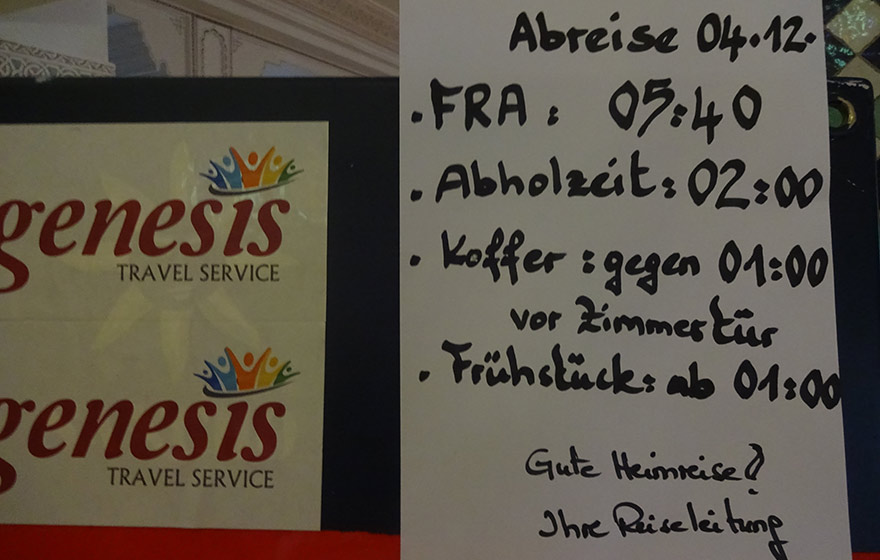 genesis
TRAVEL SERVICE
genesis
TRAVEL SERVICE
Abreise 04.12.
• FRA : 05:40
• Abholzeit: 02:00
• Koffer : gegen 01:00
vor Zimmertür
• Frühstück: ab 01:00
Gute Heimreise!
Ihre Reiseleitung